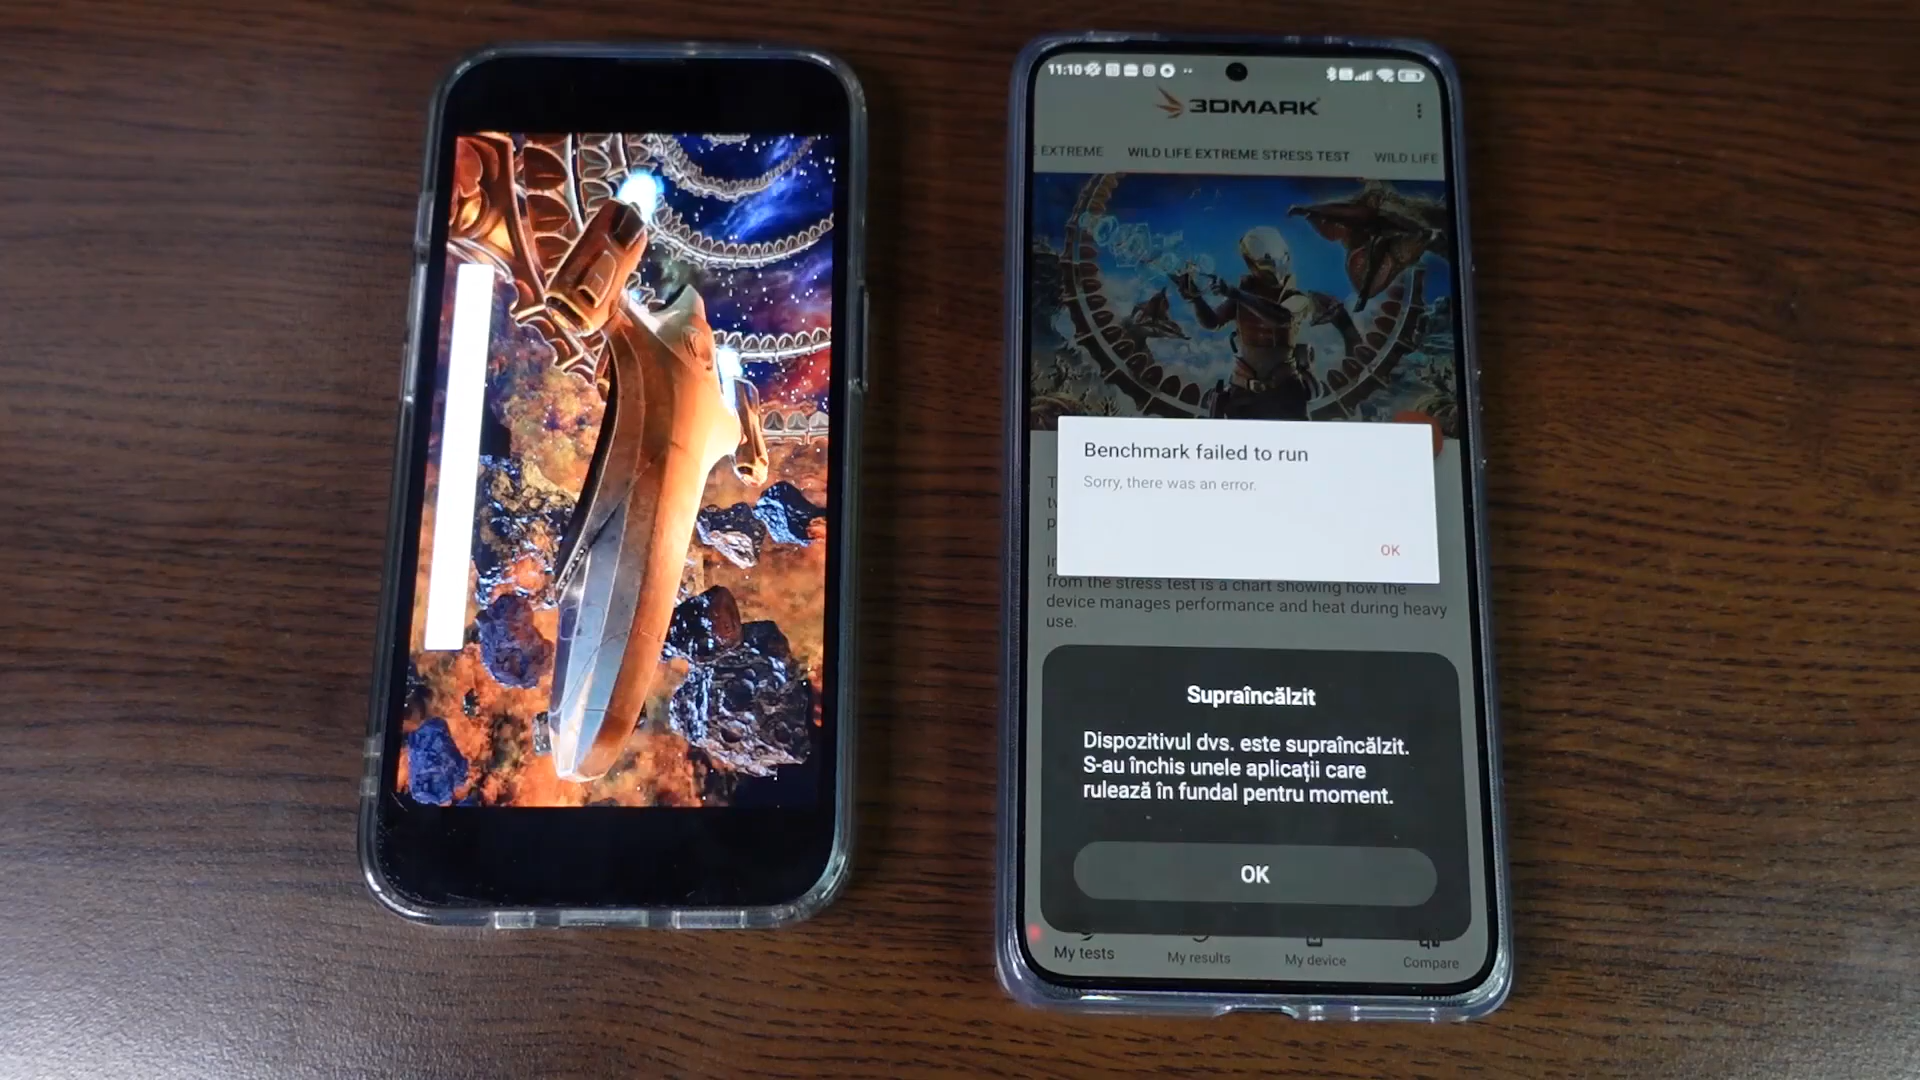 11:10
3DMARK
EXTREME
WILD LIFE EXTREME STRESS TEST
WILD LIFE
Benchmark failed to run
Sorry, there was an error.
OK
from the stress test is a chart showing how the
device manages performance and heat during heavy
use.
Supraîncălzit
Dispozitivul dvs. este supraîncălzit.
S-au închis unele aplicații care
rulează în fundal pentru moment.
OK
My tests
My results
My device
Compare